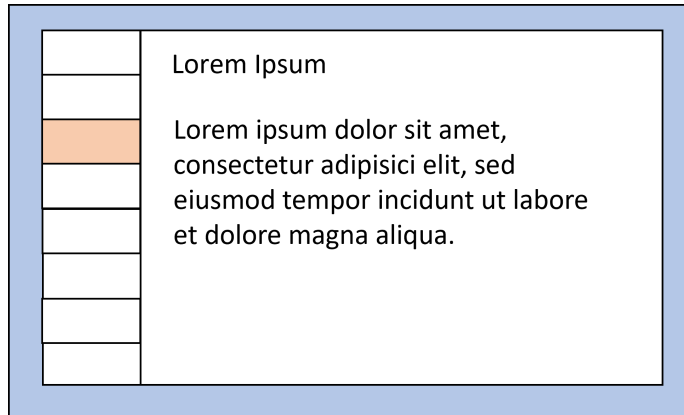 Lorem Ipsum
Lorem ipsum dolor sit amet,
consectetur adipisici elit, sed
eiusmod tempor incidunt ut labore
et dolore magna aliqua.